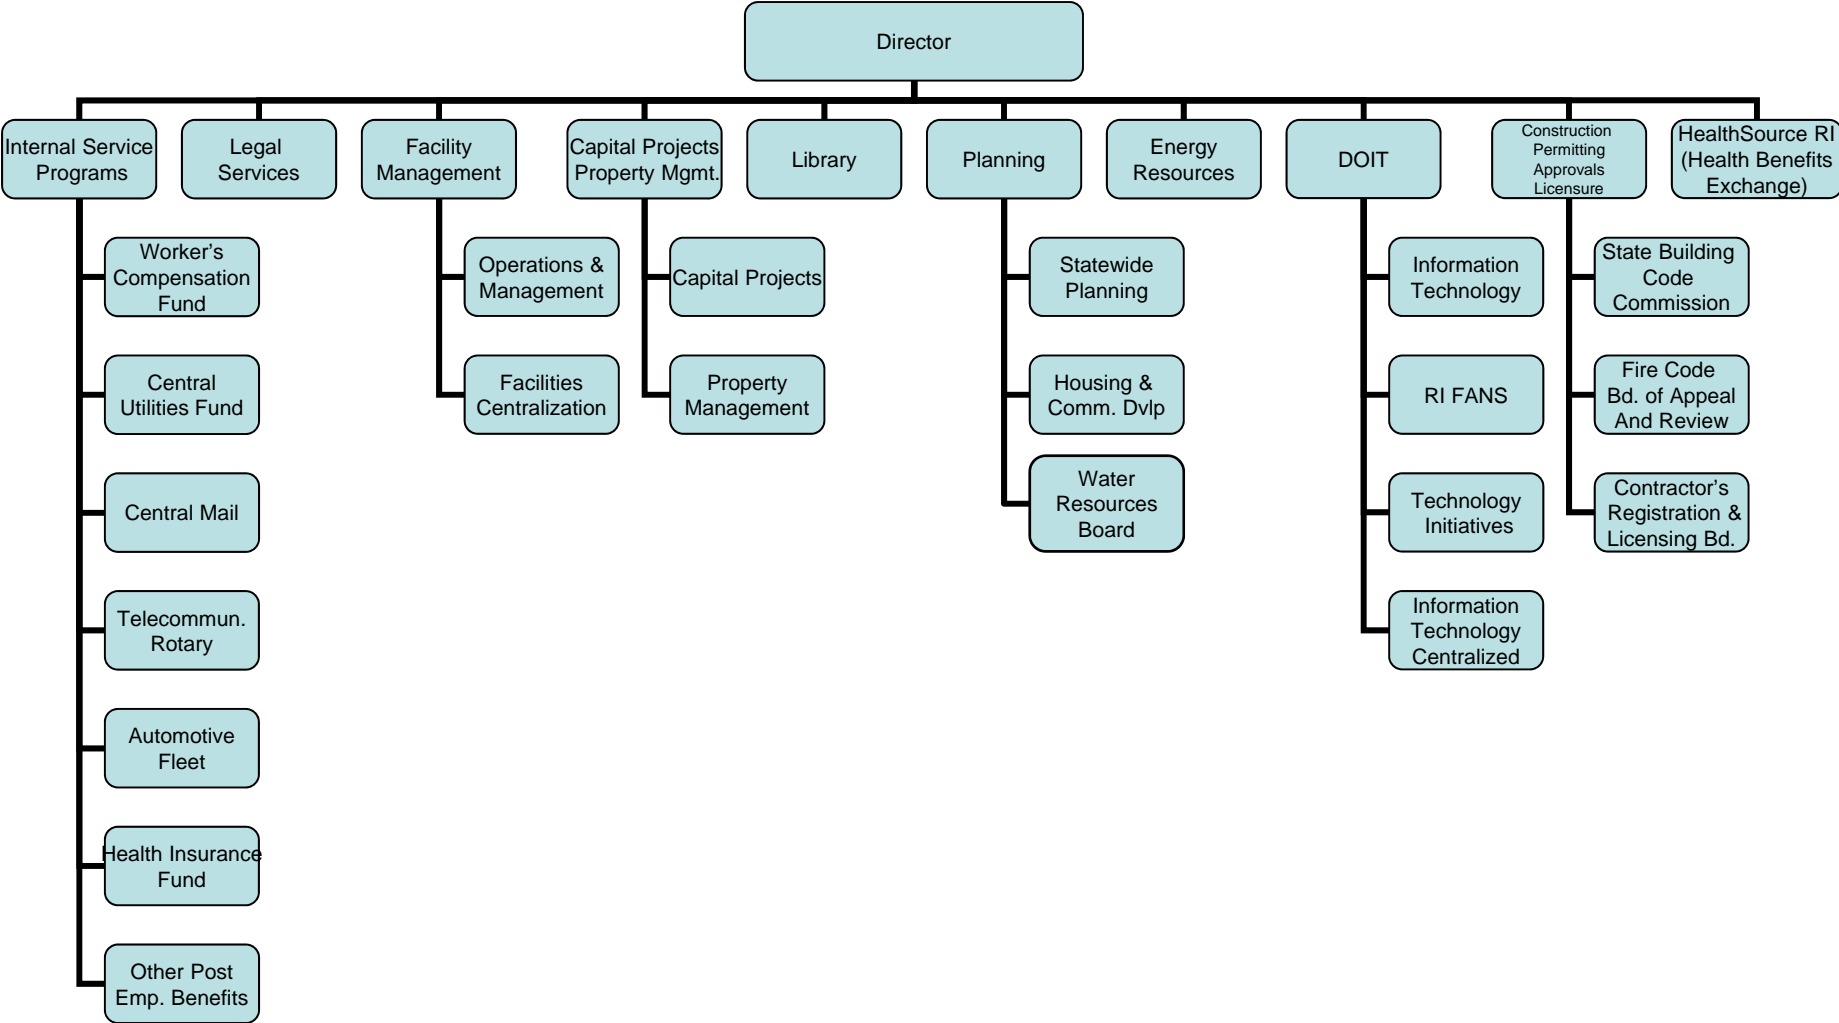 Director
Internal Service
Programs
Legal
Services
Facility
Management
Capital Projects
Property Mgmt.
Library
Planning
Energy
Resources
DOIT
Construction
Permitting
Approvals
Licensure
HealthSource RI
(Health Benefits
Exchange)
Worker’s
Compensation
Fund
Central
Utilities Fund
Central Mail
Telecommun.
Rotary
Automotive
Fleet
Health Insurance
Fund
Other Post
Emp. Benefits
Operations &
Management
Facilities
Centralization
Capital Projects
Property
Management
Statewide
Planning
Housing &
Comm. Dvlp
Water
Resources
Board
Information
Technology
RI FANS
Technology
Initiatives
Information
Technology
Centralized
State Building
Code
Commission
Fire Code
Bd. of Appeal
And Review
Contractor’s
Registration &
Licensing Bd.